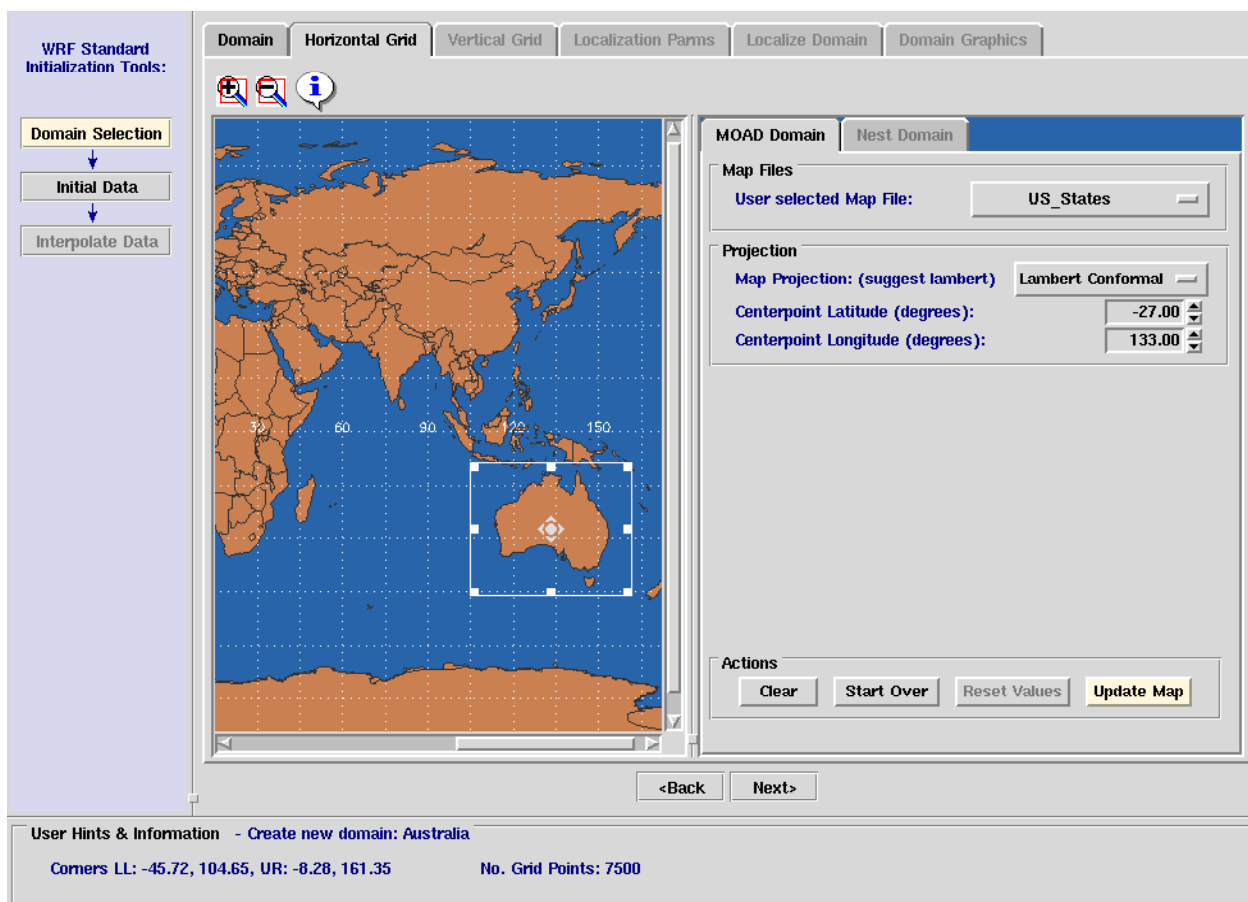 WRF Standard
Initialization Tools:
Domain Selection
Initial Data
Interpolate Data
Domain Horizontal Grid Vertical Grid Localization Parms Localize Domain Domain Graphics
i
30 60 90 120 150
MOAD Domain Nest Domain
Map Files
User selected Map File: US_States
Projection
Map Projection: (suggest lambert) Lambert Conformal
Centerpoint Latitude (degrees): -27.00
Centerpoint Longitude (degrees): 133.00
Actions
Clear Start Over Reset Values Update Map
<Back Next>
User Hints & Information - Create new domain: Australia
Corners LL: -45.72, 104.65, UR: -8.28, 161.35 No. Grid Points: 7500